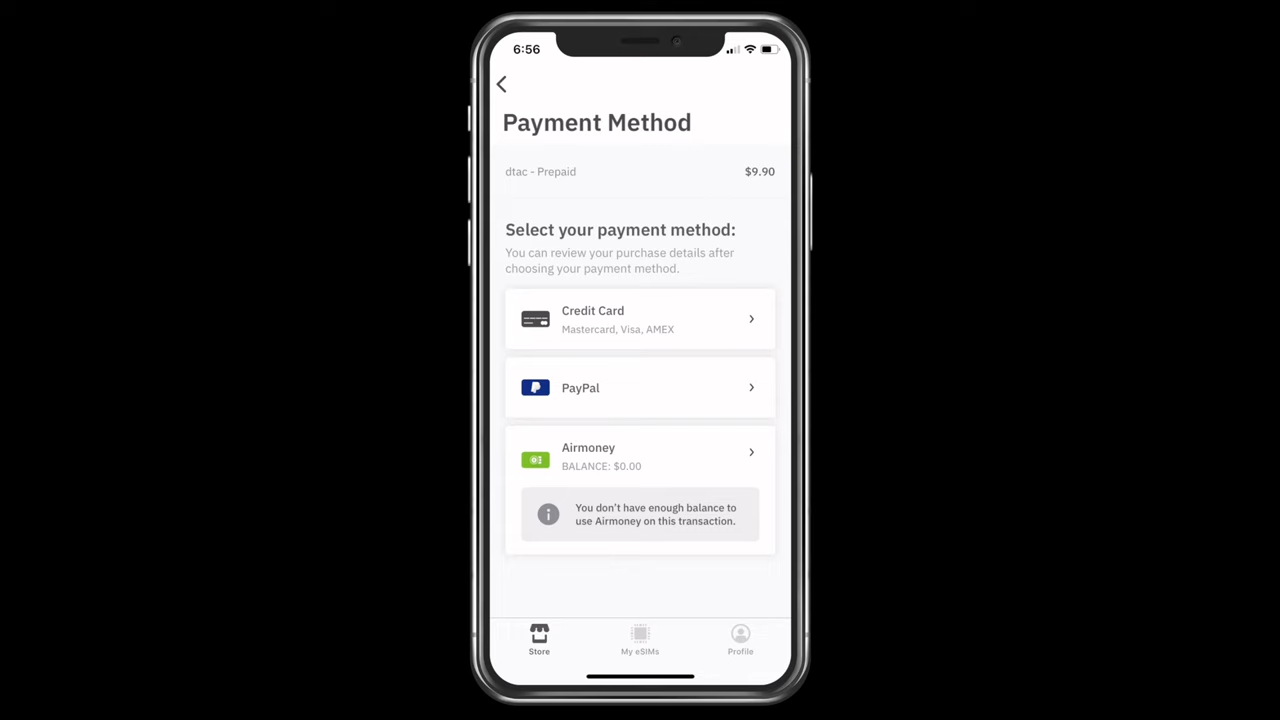 6:56
Payment Method
dtac - Prepaid $9.90
Select your payment method:
You can review your purchase details after
choosing your payment method.
Credit Card
Mastercard, Visa, AMEX
PayPal
Airmoney
BALANCE: $0.00
You don't have enough balance to
use Airmoney on this transaction.
Store My eSIMs Profile